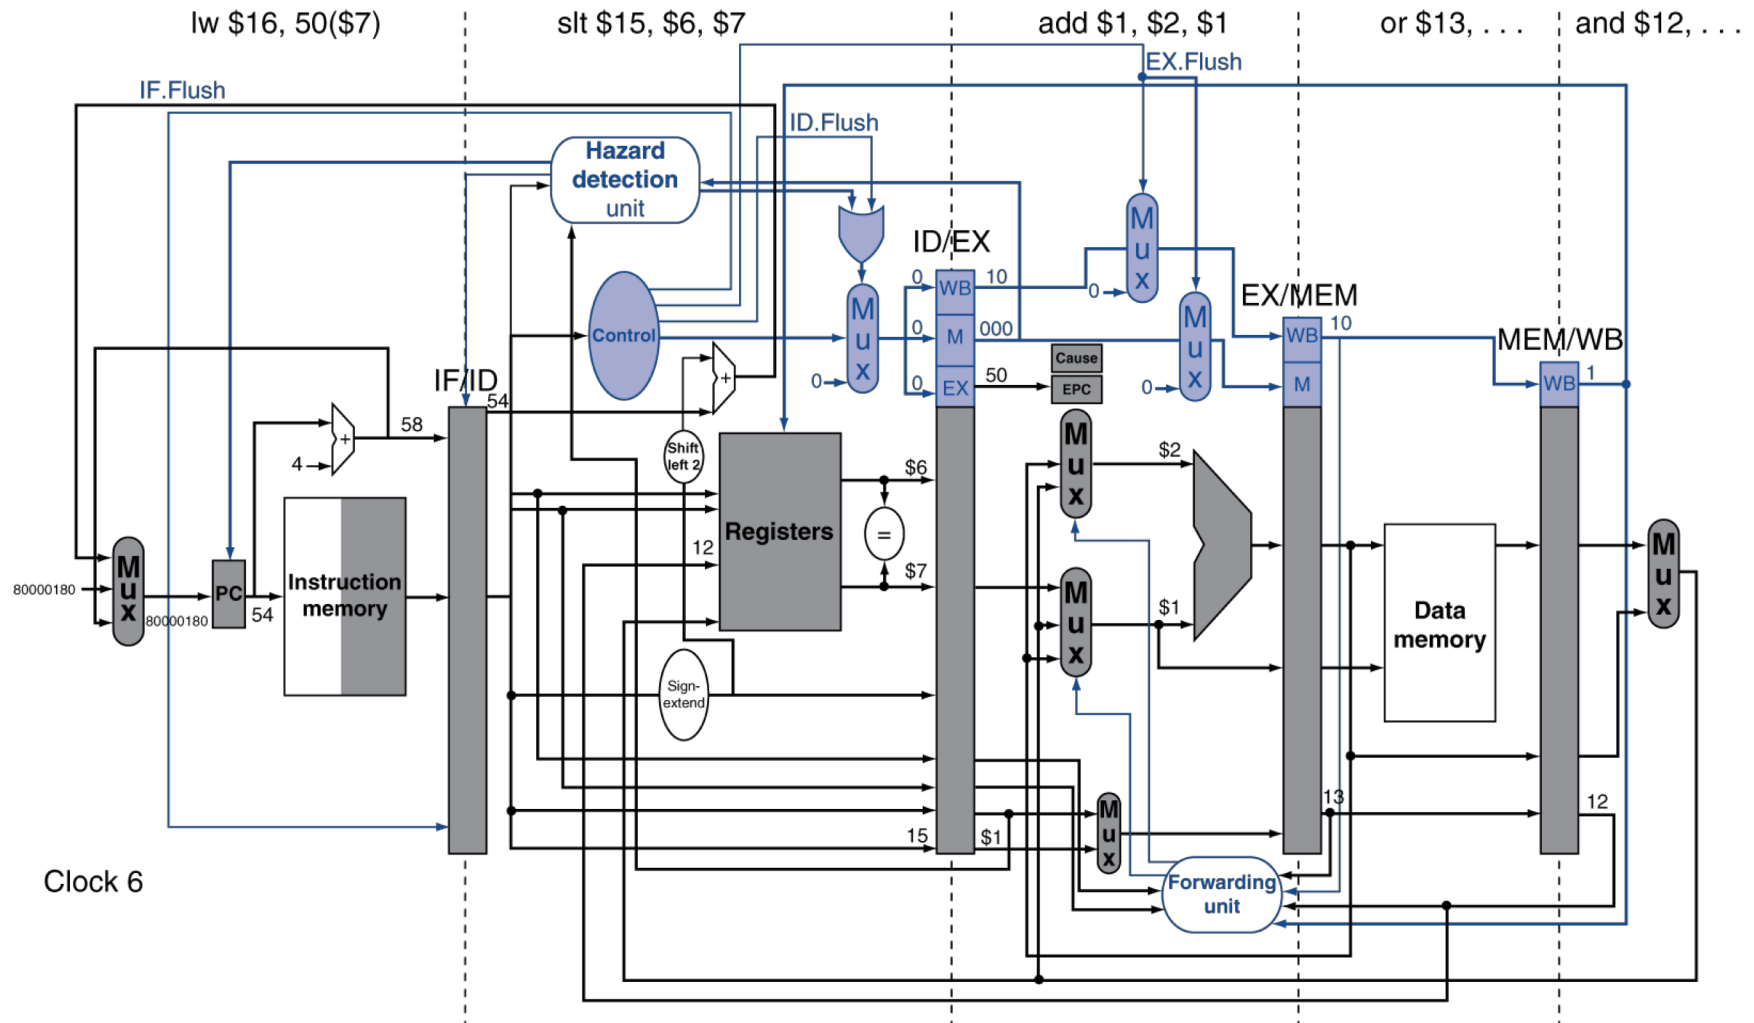 lw $16, 50($7)
slt $15, $6, $7
add $1, $2, $1
or $13, . . .
and $12, . . .
IF.Flush
EX.Flush
ID.Flush
Hazard
detection
unit
Control
M
u
x
0
ID/EX
0
WB
10
0
M
000
0
EX
50
M
u
x
0
M
u
x
0
Cause
EPC
EX/MEM
WB
10
M
MEM/WB
WB
1
IF/ID
54
58
4
+
+
Shift
left 2
$6
=
$7
Registers
12
M
u
x
$2
M
u
x
$1
80000180
M
u
x
80000180
PC
54
Instruction
memory
Data
memory
M
u
x
Sign-
extend
15
$1
M
u
x
13
12
Forwarding
unit
Clock 6